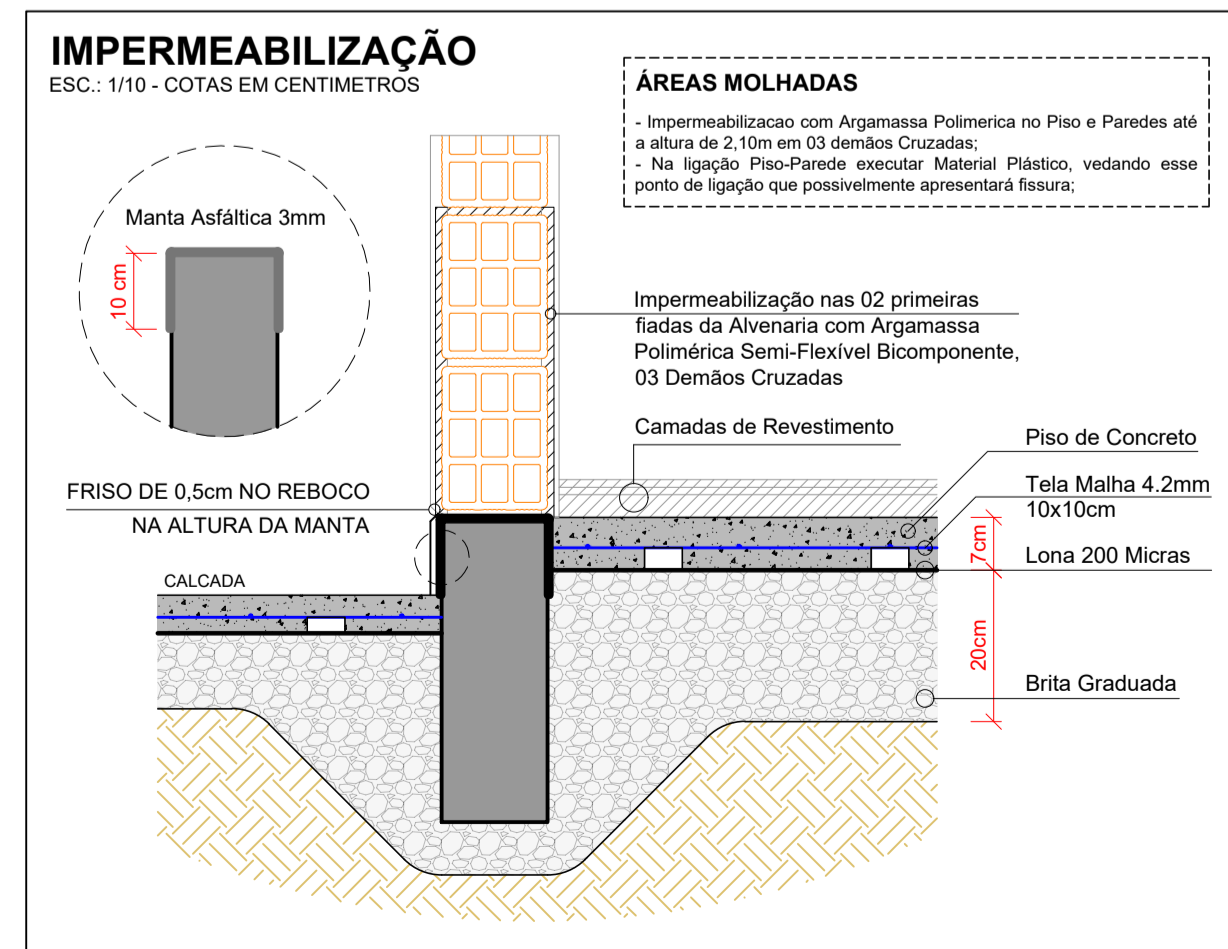 IMPERMEABILIZAÇÃO
ESC.: 1/10 - COTAS EM CENTIMETROS
ÁREAS MOLHADAS
- Impermeabilizacao com Argamassa Polimerica no Piso e Paredes até
a altura de 2,10m em 03 demãos Cruzadas;
- Na ligação Piso-Parede executar Material Plástico, vedando esse
ponto de ligação que possivelmente apresentará fissura;
Manta Asfáltica 3mm
10 cm
Impermeabilização nas 02 primeiras
fiadas da Alvenaria com Argamassa
Polimérica Semi-Flexível Bicomponente,
03 Demãos Cruzadas
Camadas de Revestimento
Piso de Concreto
Tela Malha 4.2mm
10x10cm
Lona 200 Micras
FRISO DE 0,5cm NO REBOCO
NA ALTURA DA MANTA
CALCADA
7cm
20cm
Brita Graduada